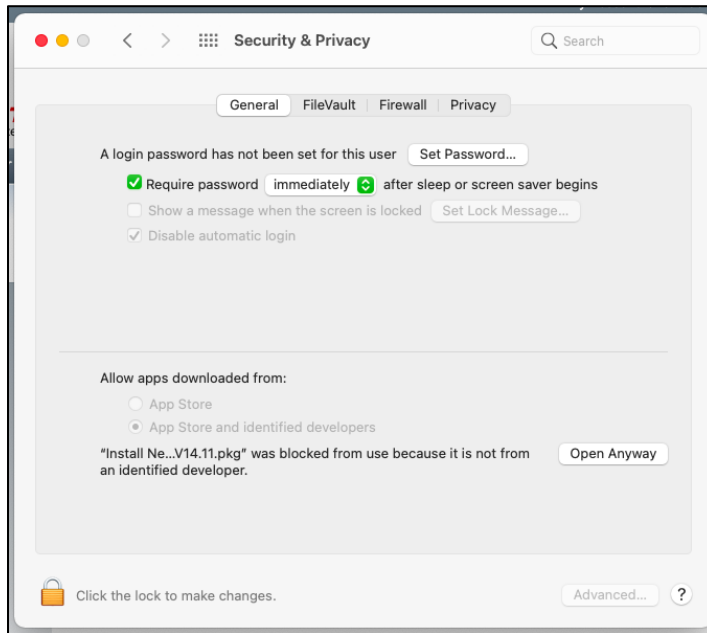 Security & Privacy
Search
General FileVault Firewall Privacy
A login password has not been set for this user Set Password...
Require password immediately after sleep or screen saver begins
Show a message when the screen is locked Set Lock Message...
Disable automatic login
Allow apps downloaded from:
App Store
App Store and identified developers
“Install Ne...V14.11.pkg” was blocked from use because it is not from
an identified developer.
Open Anyway
Click the lock to make changes.
Advanced... ?